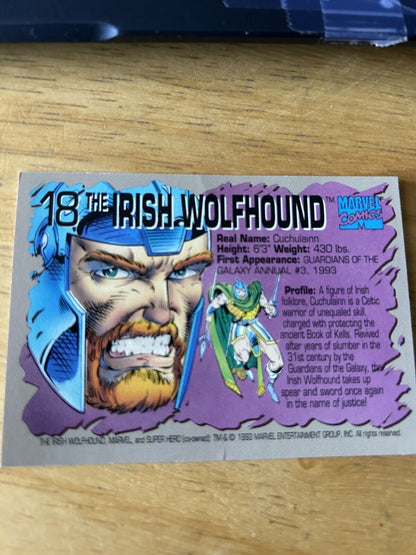 18 THE IRISH WOLFHOUND™
MARVEL
COMICS
Real Name: Cuchulainn
Height: 6'3" Weight: 430 lbs.
First Appearance: GUARDIANS OF THE
GALAXY ANNUAL #3, 1993
Profile: A figure of Irish
folklore, Cuchulainn is a Celtic
warrior of unequaled skill,
charged with protecting the
ancient Book of Kells. Revived
after years of slumber in the
31st century by the
Guardians of the Galaxy, the
Irish Wolfhound takes up
spear and sword once again
in the name of justice!
THE IRISH WOLFHOUND, MARVEL, and SUPER HERO (co-owned): TM & © 1993 MARVEL ENTERTAINMENT GROUP, INC. All rights reserved.